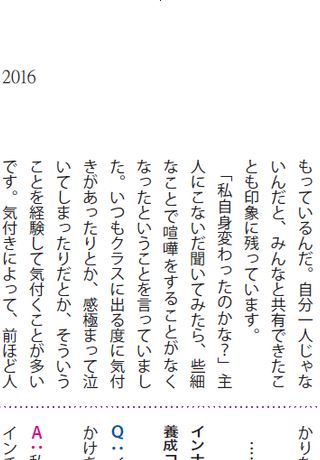 2016
もっているんだ。自分一人じゃな
いんだと、みんなと共有できたこ
とも印象に残っています。
「私自身変わったのかな？」主
人にこないだ聞いてみたら、些細
なことで喧嘩をすることがなく
なったということを言っていまし
た。いつもクラスに出る度に気付
きがあったりとか、感極まって泣
いてしまったりだとか、そういう
ことを経験して気付くことが多い
です。気付きによって、前ほど人
かりた
……
インナ
養成コ
Q：
かけを
A：私
イン